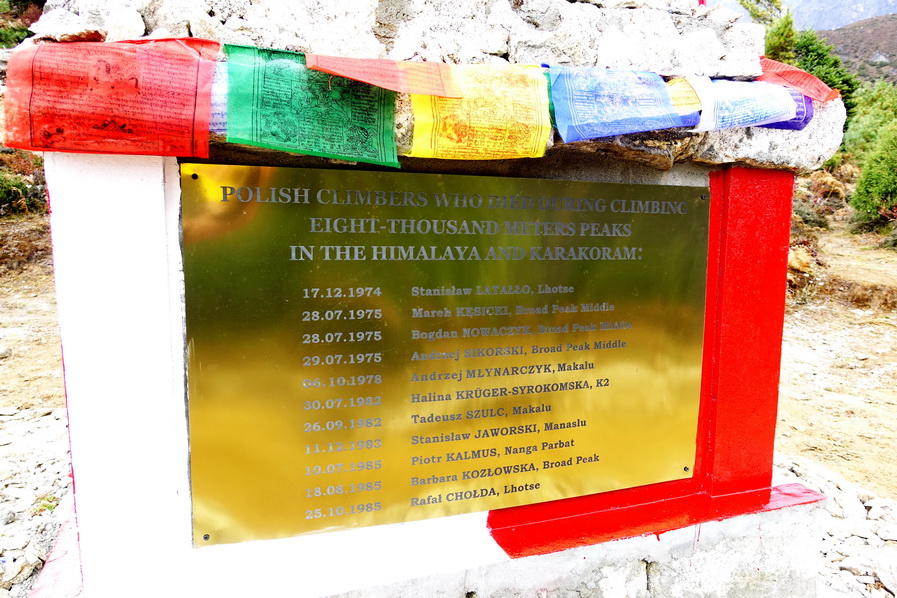 POLISH CLIMBERS WHO DIED DURING CLIMBING
EIGHT-THOUSAND METERS PEAKS
IN THE HIMALAYA AND KARAKORAM:
17.12.1974 Stanisław LATAŁŁO, Lhotse
28.07.1975 Marek KĘSICKI, Broad Peak Middle
28.07.1975 Bogdan NOWACZYK, Broad Peak Middle
29.07.1975 Andrzej SIKORSKI, Broad Peak Middle
06.10.1978 Andrzej MŁYNARCZYK, Makalu
30.07.1982 Halina KRÜGER-SYROKOMSKA, K2
26.09.1982 Tadeusz SZULC, Makalu
11.12.1983 Stanisław JAWORSKI, Manaslu
10.07.1985 Piotr KALMUS, Nanga Parbat
18.08.1985 Barbara KOZŁOWSKA, Broad Peak
25.10.1985 Rafał CHOŁDA, Lhotse